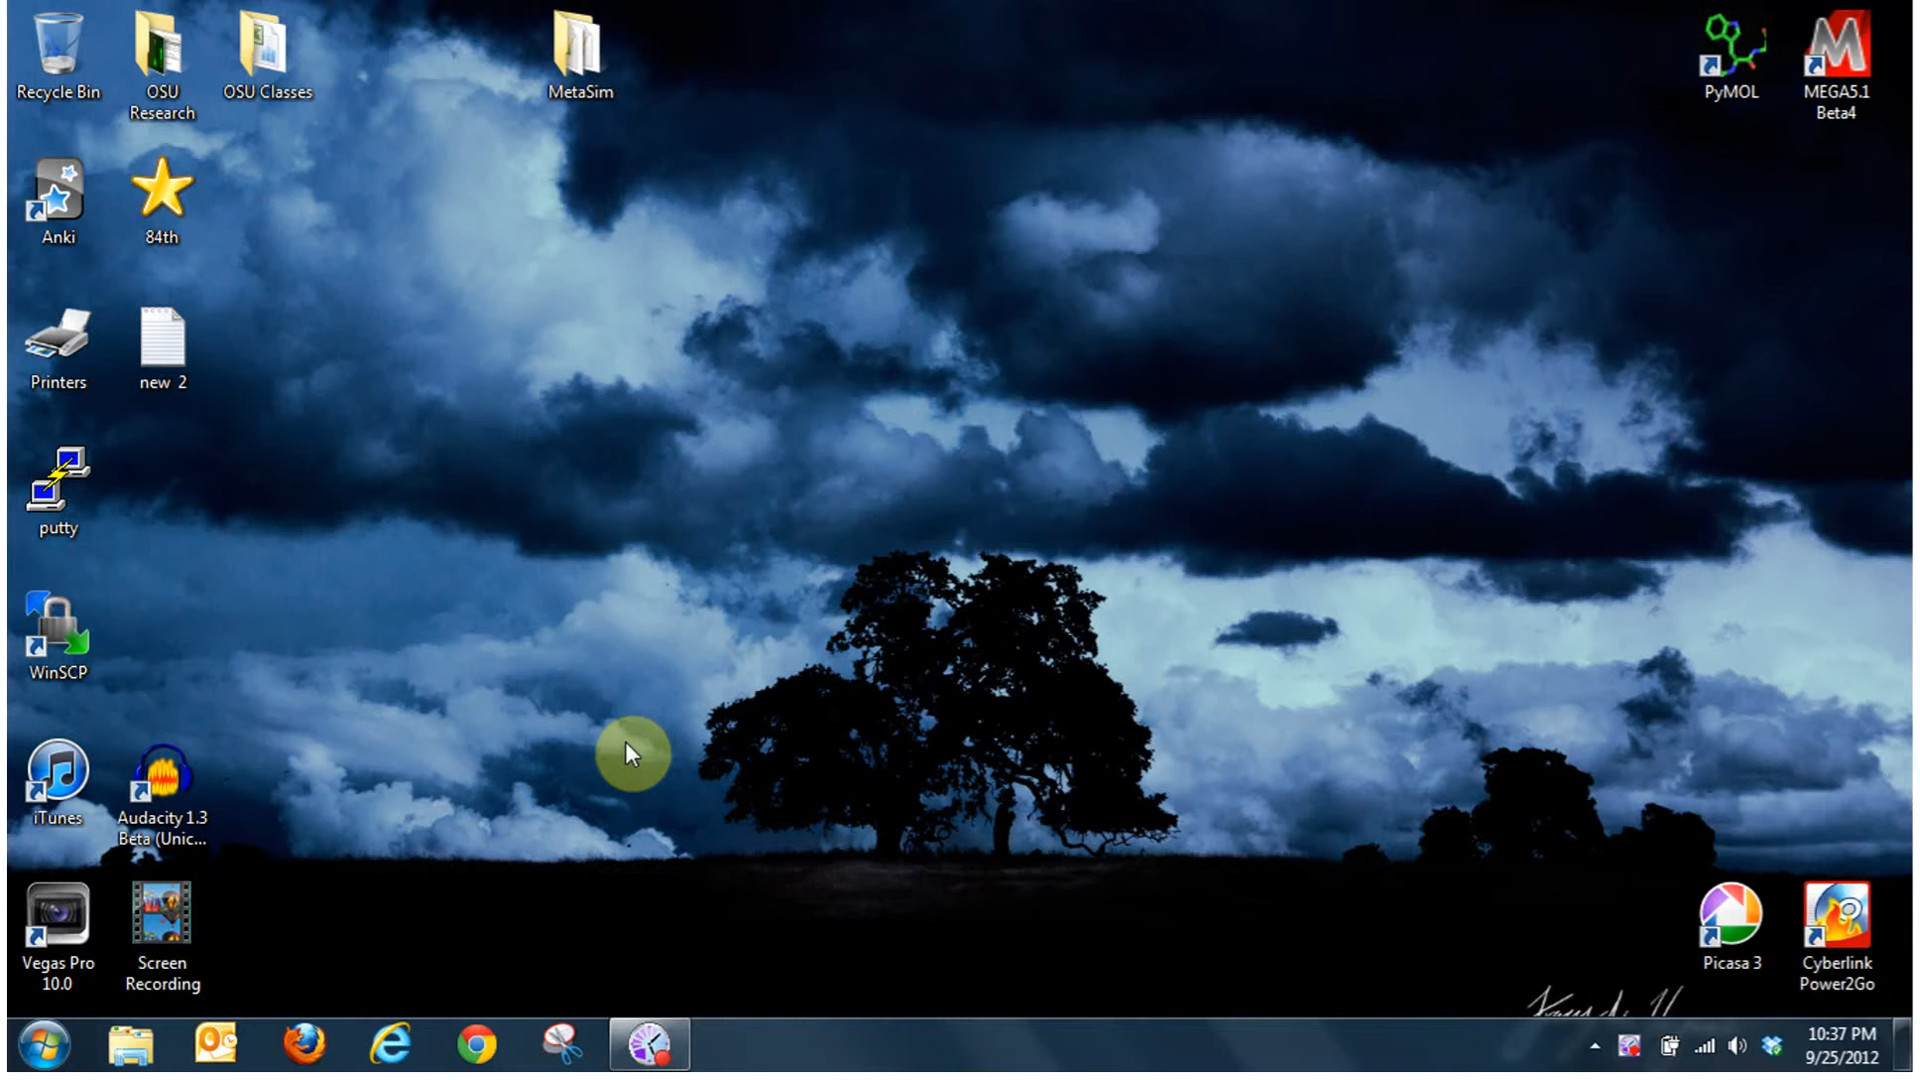 Recycle Bin
OSU
Research
OSU Classes
MetaSim
PyMOL
MEGA5.1
Beta4
Anki
84th
Printers
new 2
putty
WinSCP
iTunes
Audacity 1.3
Beta (Unic...
Vegas Pro
10.0
Screen
Recording
Picasa 3
Cyberlink
Power2Go
10:37 PM
9/25/2012